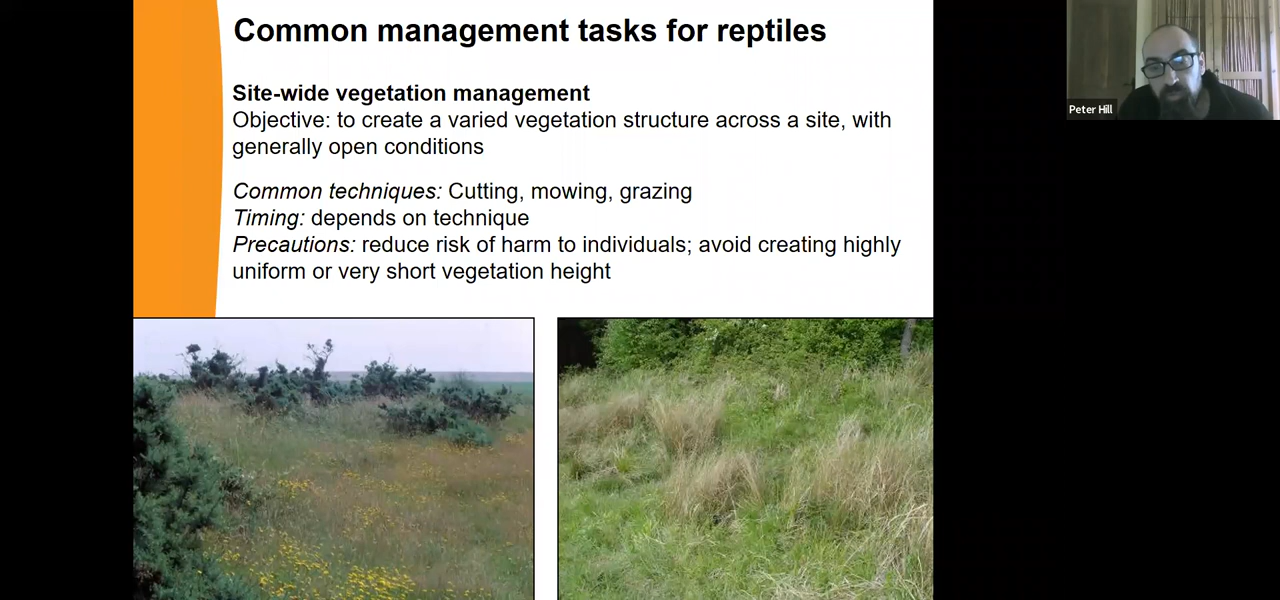 Common management tasks for reptiles
Site-wide vegetation management
Objective: to create a varied vegetation structure across a site, with
generally open conditions
Common techniques: Cutting, mowing, grazing
Timing: depends on technique
Precautions: reduce risk of harm to individuals; avoid creating highly
uniform or very short vegetation height
Peter Hill